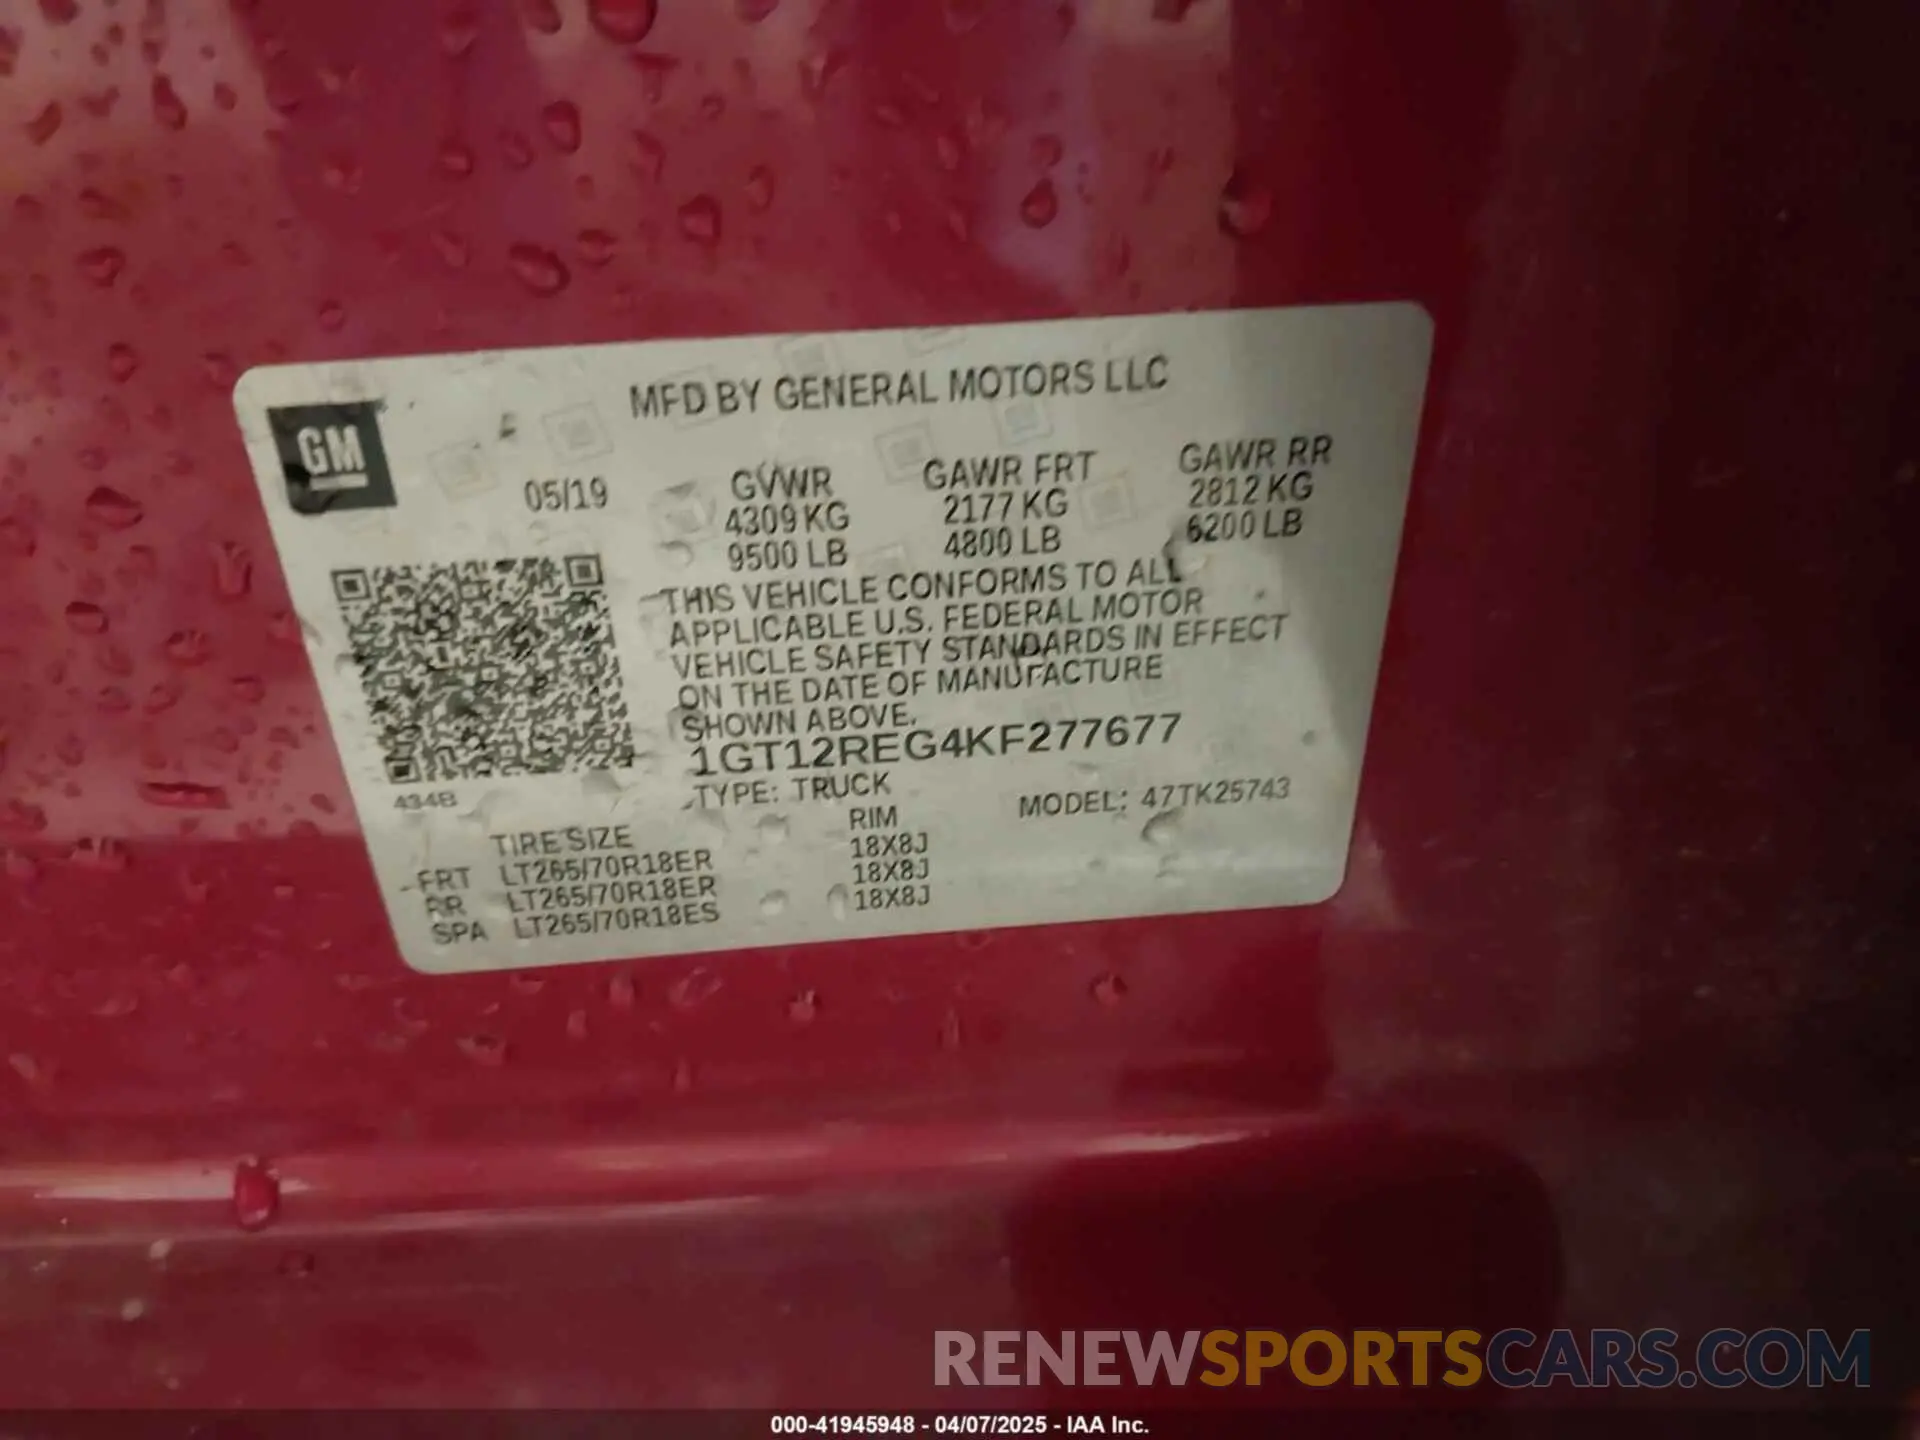 MFD BY GENERAL MOTORS LLC
GM
05/19
GVWR GAWR FRT GAWR RR
4309 KG 2177 KG 2812 KG
9500 LB 4800 LB 6200 LB
THIS VEHICLE CONFORMS TO ALL
APPLICABLE U.S. FEDERAL MOTOR
VEHICLE SAFETY STANDARDS IN EFFECT
ON THE DATE OF MANUFACTURE
SHOWN ABOVE.
1GT12REG4KF277677
434B
TYPE: TRUCK MODEL: 47TK25743
TIRE SIZE RIM
FRT LT265/70R18ER 18X8J
RR LT265/70R18ER 18X8J
SPA LT265/70R18ES 18X8J
RENEWSPORTSCARS.COM
000-41945948 - 04/07/2025 - IAA Inc.